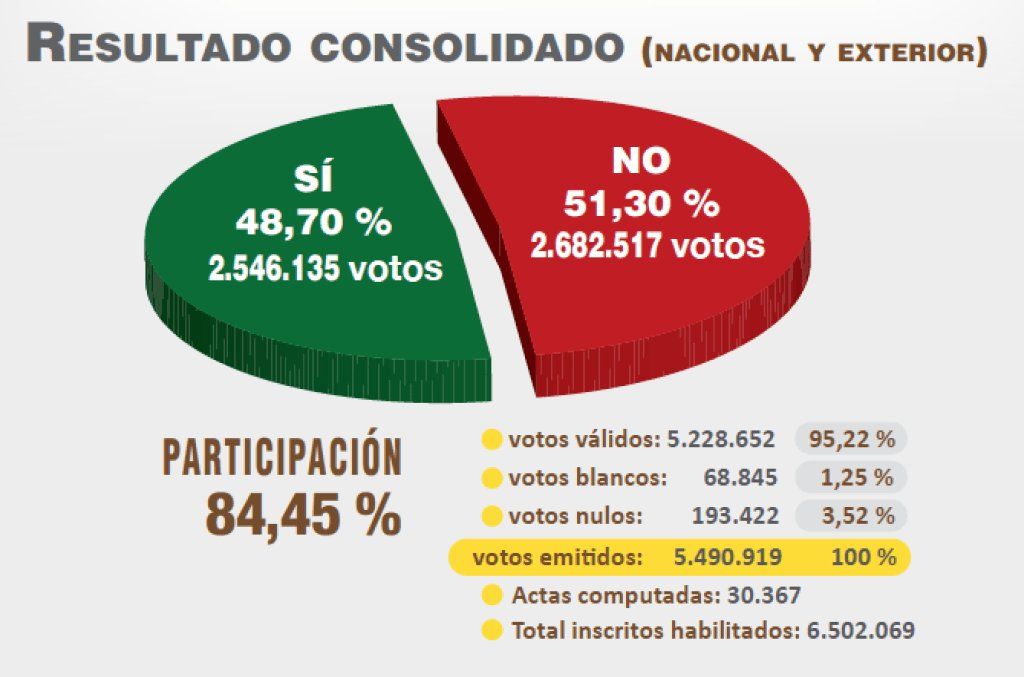 RESULTADO CONSOLIDADO (NACIONAL Y EXTERIOR)
SÍ
48,70 %
2.546.135 votos
NO
51,30 %
2.682.517 votos
PARTICIPACIÓN
84,45 %
votos válidos: 5.228.652 95,22 %
votos blancos: 68.845 1,25 %
votos nulos: 193.422 3,52 %
votos emitidos: 5.490.919 100 %
Actas computadas: 30.367
Total inscritos habilitados: 6.502.069